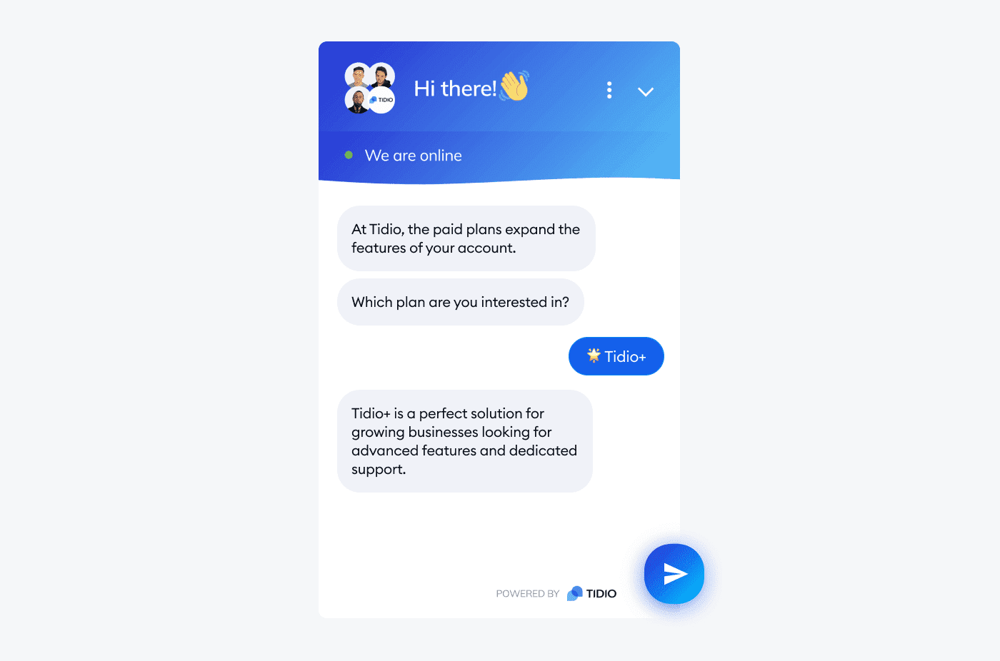 TIDIO
Hi there!👋
We are online
At Tidio, the paid plans expand the
features of your account.
Which plan are you interested in?
🌟 Tidio+
Tidio+ is a perfect solution for
growing businesses looking for
advanced features and dedicated
support.
POWERED BY TIDIO